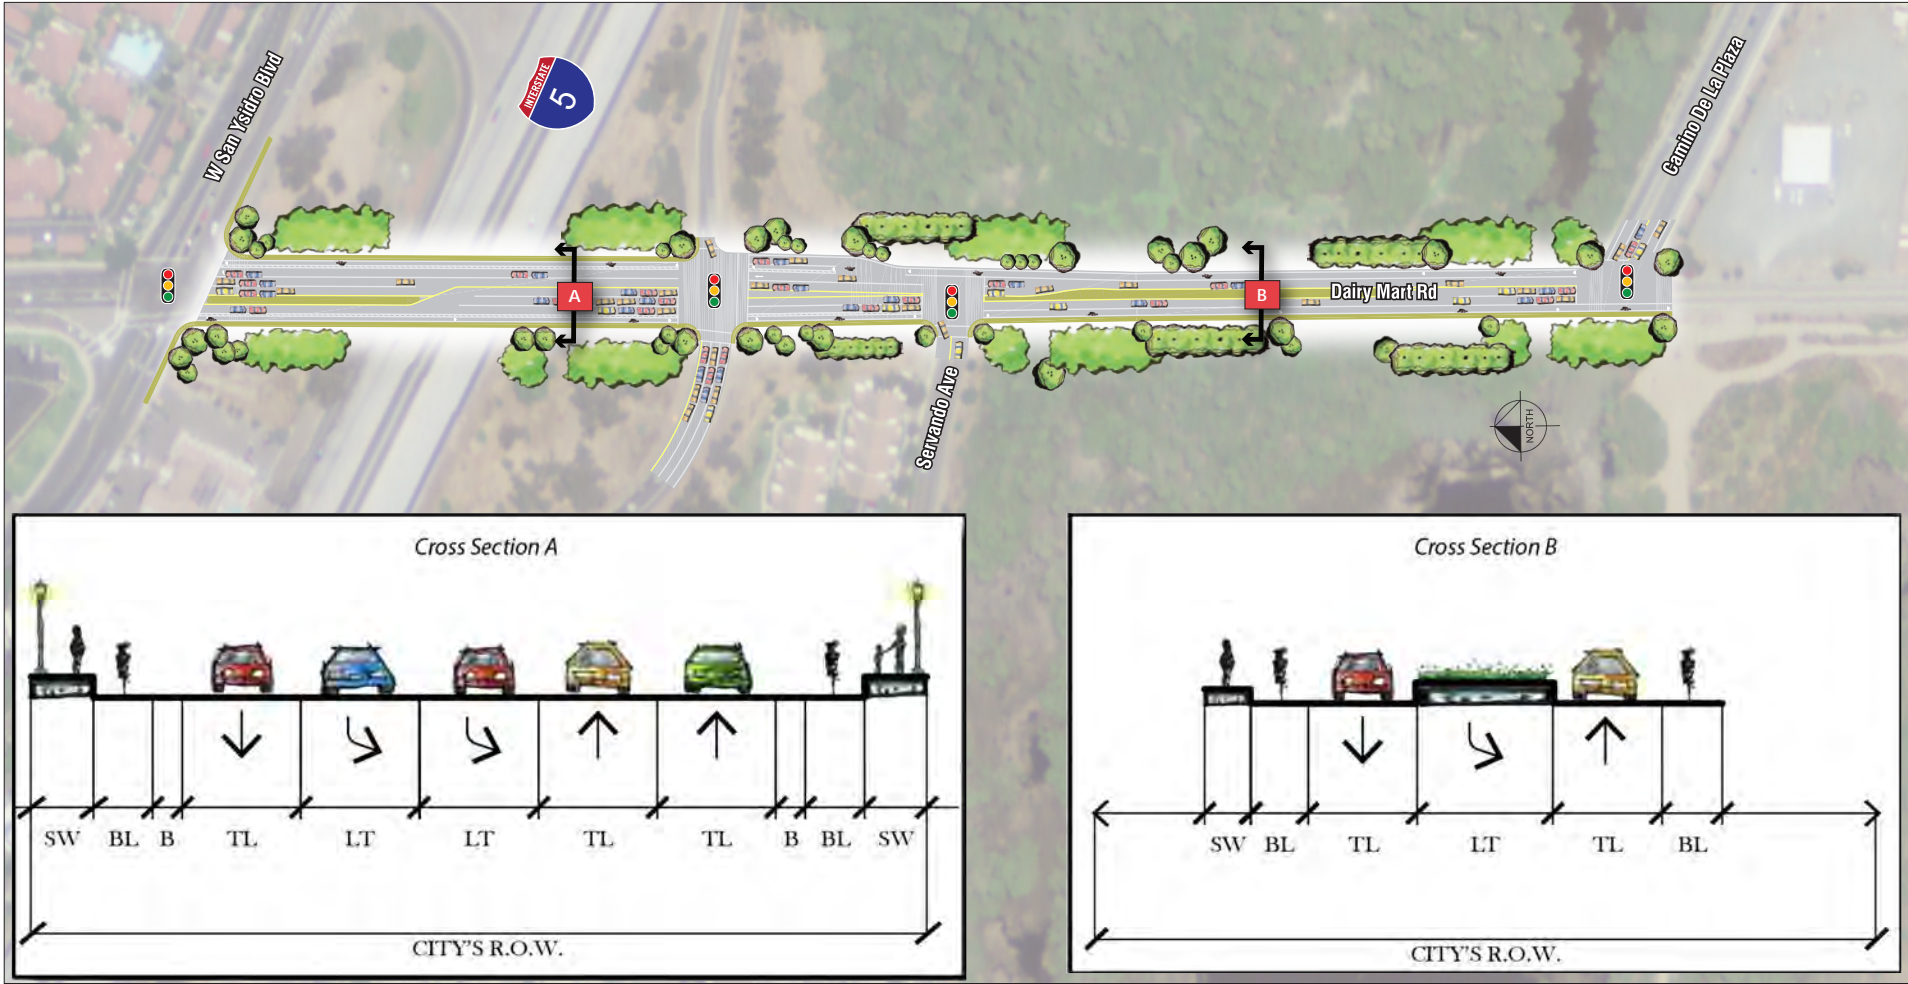 W San Ysidro Blvd
INTERSTATE
5
Camino De La Plaza
A
B
Dairy Mart Rd
Servando Ave
NORTH
Cross Section A
SW BL B TL LT LT TL TL B BL SW
CITY'S R.O.W.
Cross Section B
SW BL TL LT TL BL
CITY'S R.O.W.